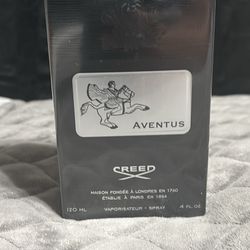 AVENTUS
CREED
MAISON FONDÉE À LONDRES EN 1760
ÉTABLIE À PARIS EN 1854
120 ML VAPORISATEUR - SPRAY 4 FL.OZ